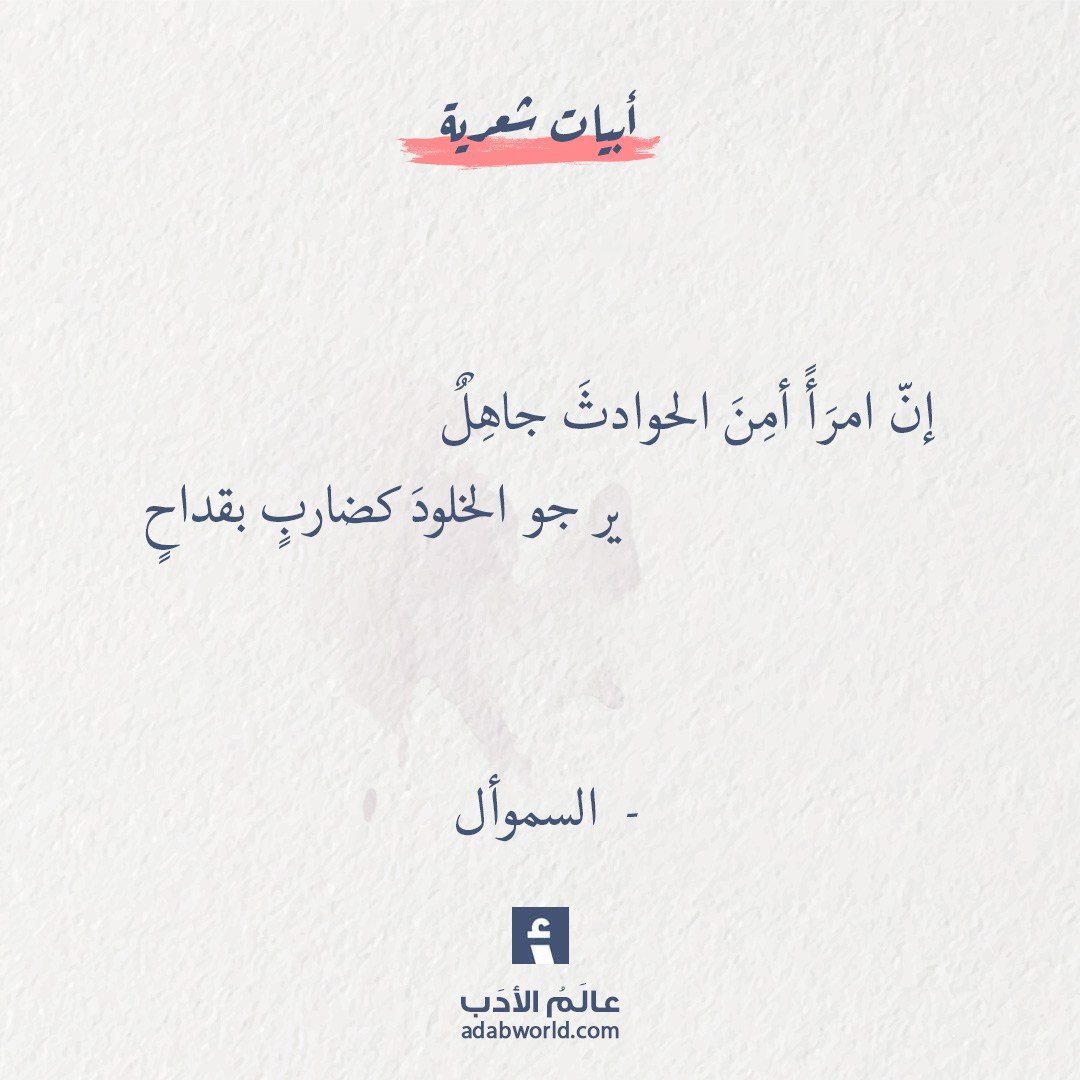 أبيات شعرية
إنّ امرَأً أمِنَ الحوادثَ جاهِلٌ
يرجو الخلودَ كضاربٍ بقداحٍ
- السموأل
أ
عالَمُ الأدَب
adabworld.com